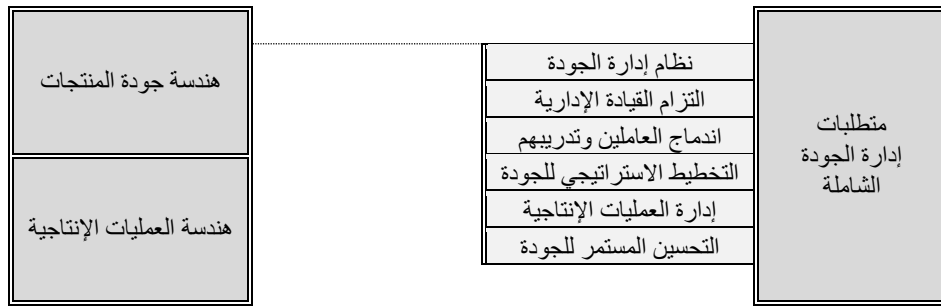 متطلبات
إدارة الجودة
الشاملة
نظام إدارة الجودة
التزام القيادة الإدارية
اندماج العاملين وتدريبهم
التخطيط الاستراتيجي للجودة
إدارة العمليات الإنتاجية
التحسين المستمر للجودة
هندسة جودة المنتجات
هندسة العمليات الإنتاجية